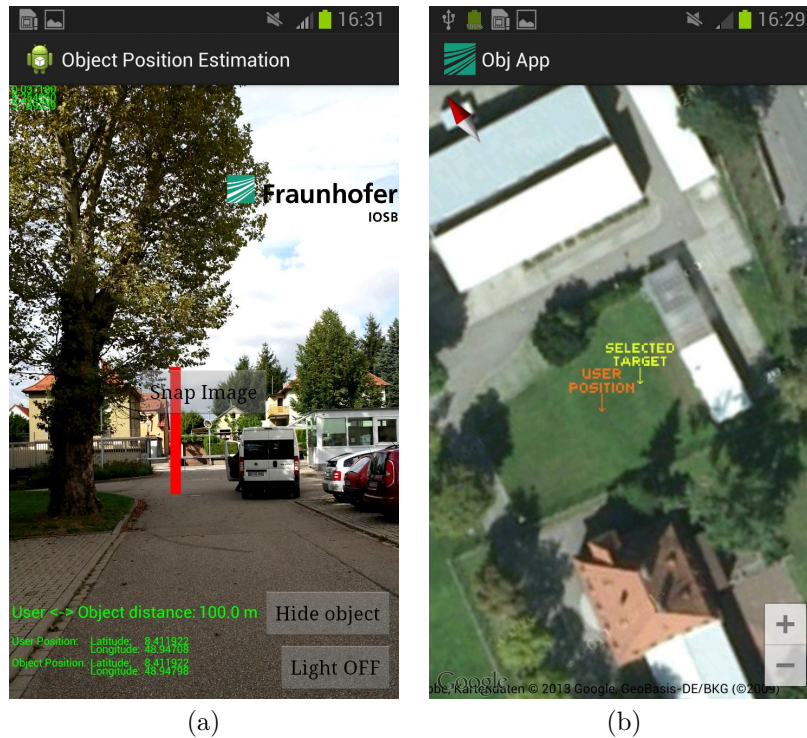 16:31
Object Position Estimation
Fraunhofer
IOSB
Snap Image
User <-> Object distance: 100.0 m
Hide object
User Position: Latitude: 8.411922
Longitude: 48.94708
Object Position: Latitude: 8.411922
Longitude: 48.94798
Light OFF
(a)
16:29
Obj App
SELECTED
TARGET
USER
POSITION
+
−
Google
obe, Kartendaten © 2013 Google, GeoBasis-DE/BKG (©2009)
(b)